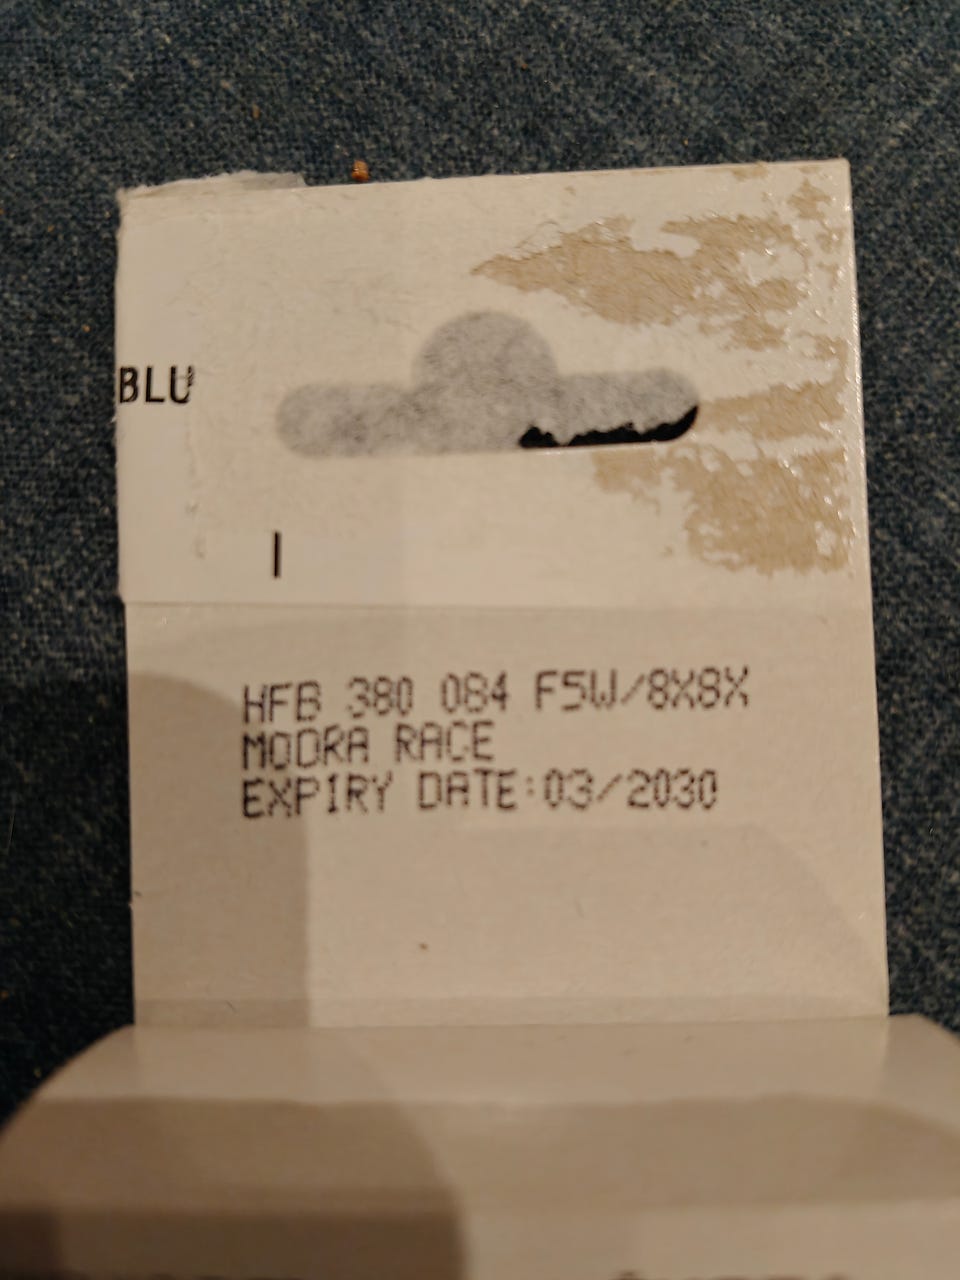 BLU
I
HFB 380 084 F5W/8X8X
MODRA RACE
EXPIRY DATE:03/2030